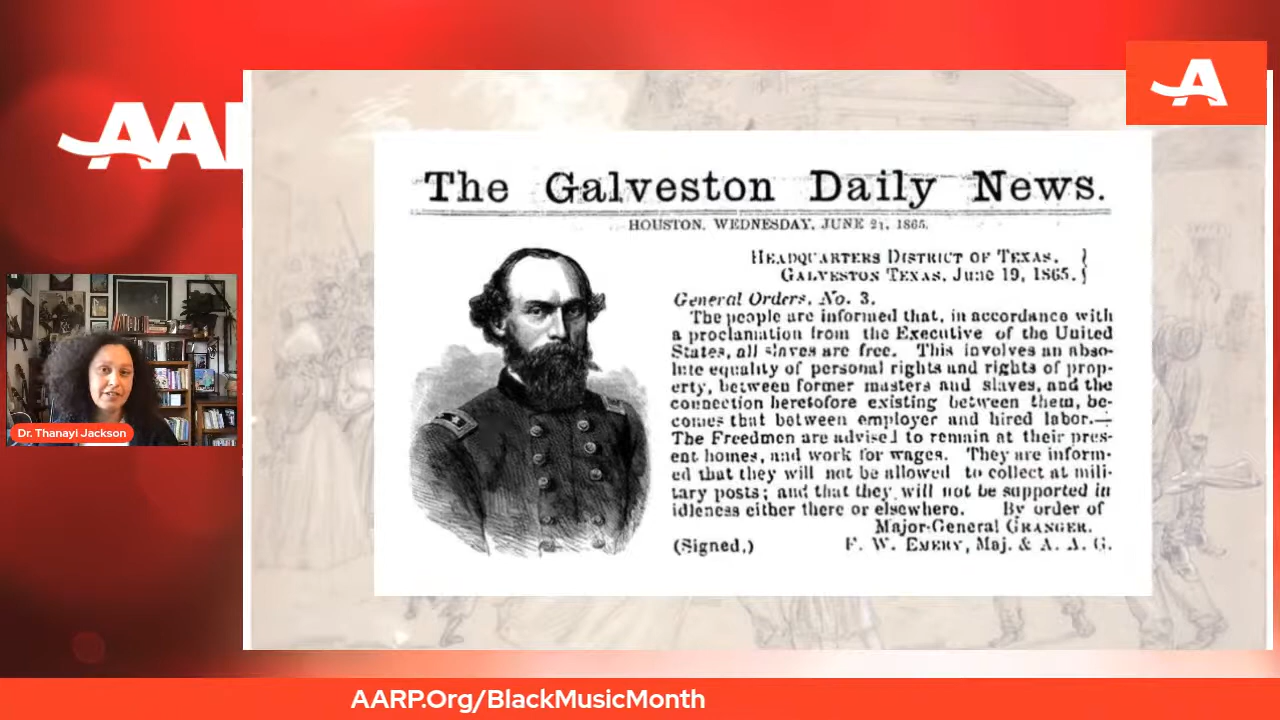 AAR
A
The Galveston Daily News.
HOUSTON, WEDNESDAY, JUNE 21, 1865.
HEADQUARTERS DISTRICT OF TEXAS, }
GALVESTON TEXAS, June 19, 1865. }
General Orders, No. 3.
The people are informed that, in accordance with
a proclamation from the Executive of the United
States, all slaves are free. This involves an abso-
lute equality of personal rights and rights of prop-
erty, between former masters and slaves, and the
connection heretofore existing between them, be-
comes that between employer and hired labor.—
The Freedmen are advised to remain at their pres-
ent homes, and work for wages. They are inform-
ed that they will not be allowed to collect at mili-
tary posts; and that they will not be supported in
idleness either there or elsewhere. By order of
Major-General GRANGER.
(Signed,) F. W. EMERY, Maj. & A. A. G.
Dr. Thanayi Jackson
AARP.Org/BlackMusicMonth